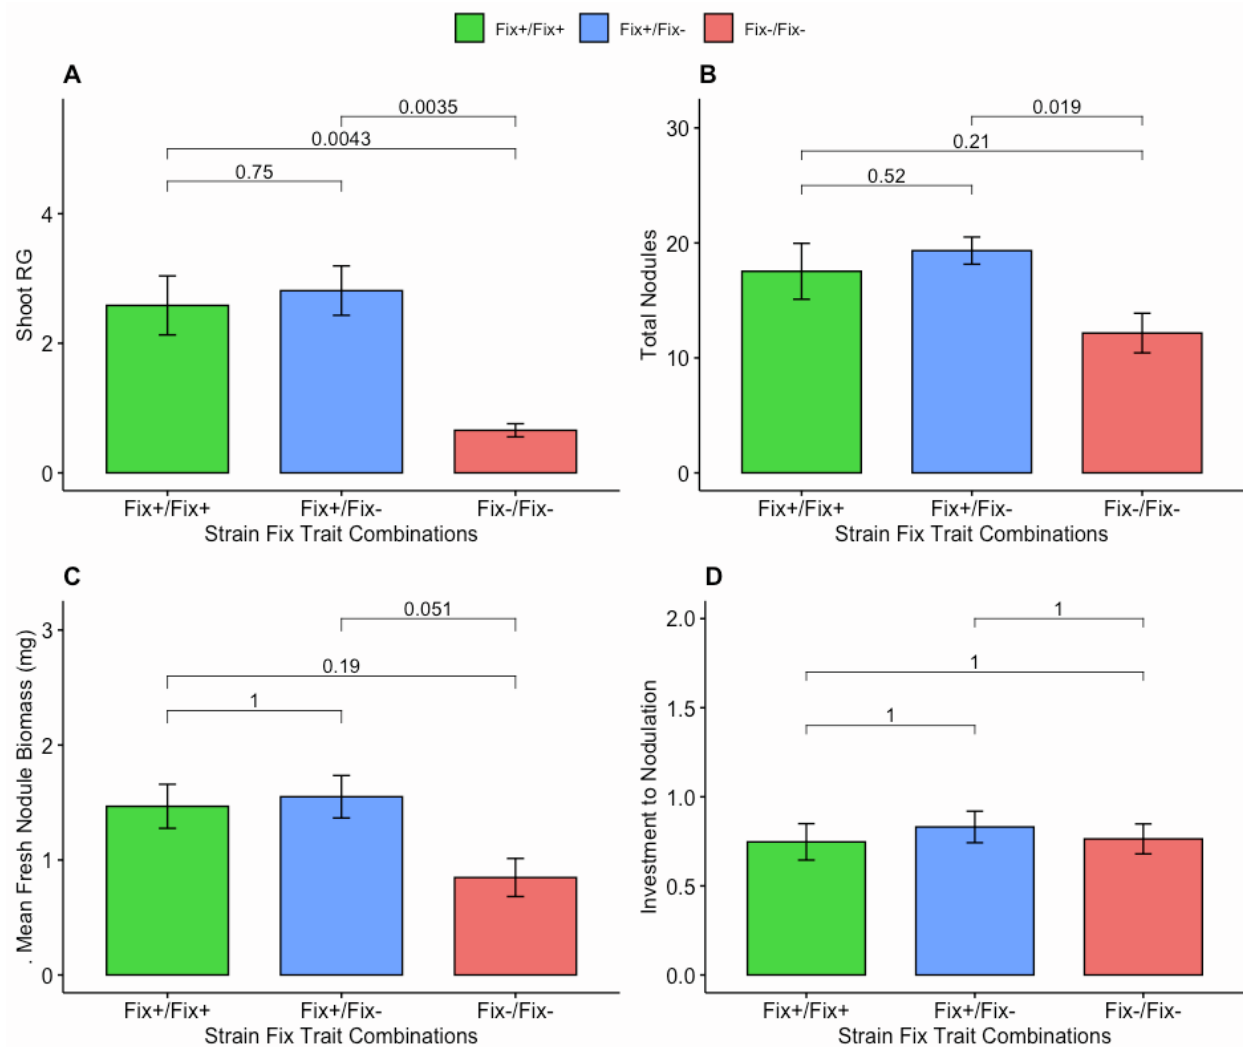 Fix+/Fix+ Fix+/Fix- Fix-/Fix-
A
0.0035
0.0043
0.75
4
2
0
Shoot RG
Fix+/Fix+ Fix+/Fix- Fix-/Fix-
Strain Fix Trait Combinations
B
0.019
0.21
0.52
30
20
10
0
Total Nodules
Fix+/Fix+ Fix+/Fix- Fix-/Fix-
Strain Fix Trait Combinations
C
0.051
0.19
1
3
2
1
0
. Mean Fresh Nodule Biomass (mg)
Fix+/Fix+ Fix+/Fix- Fix-/Fix-
Strain Fix Trait Combinations
D
1
1
1
2.0
1.5
1.0
0.5
0.0
Investment to Nodulation
Fix+/Fix+ Fix+/Fix- Fix-/Fix-
Strain Fix Trait Combinations